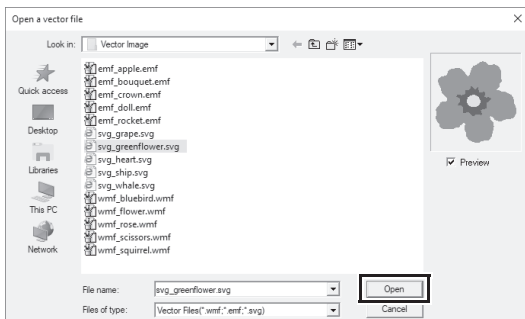 Open a vector file
Look in: Vector Image
Quick access
Desktop
Libraries
This PC
Network
emf_apple.emf
emf_bouquet.emf
emf_crown.emf
emf_doll.emf
emf_rocket.emf
svg_grape.svg
svg_greenflower.svg
svg_heart.svg
svg_ship.svg
svg_whale.svg
wmf_bluebird.wmf
wmf_flower.wmf
wmf_rose.wmf
wmf_scissors.wmf
wmf_squirrel.wmf
Preview
File name: svg_greenflower.svg Open
Files of type: Vector Files(*.wmf;*.emf;*.svg) Cancel